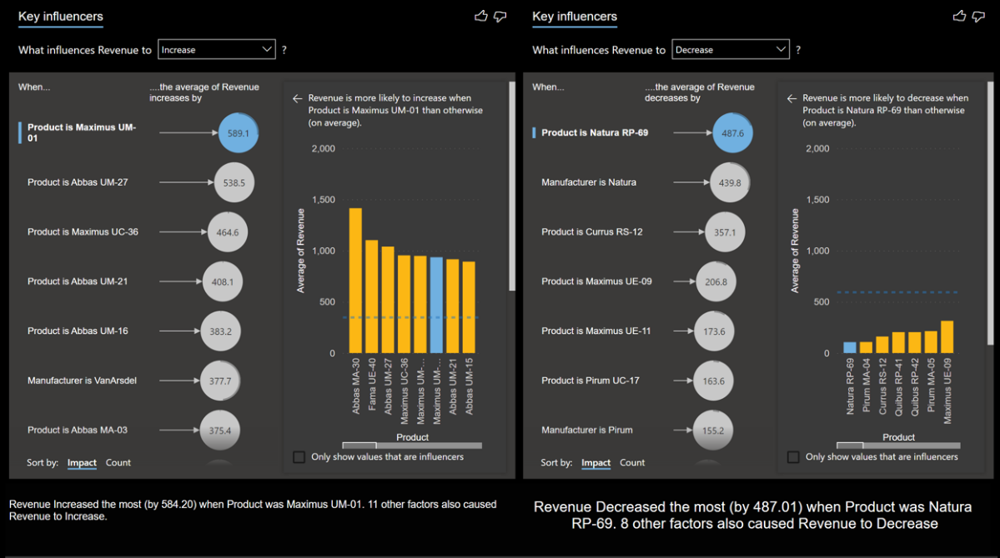 Key influencers
What influences Revenue to Increase ?
When...
....the average of Revenue
increases by
Product is Maximus UM-
01
589.1
Product is Abbas UM-27
538.5
Product is Maximus UC-36
464.6
Product is Abbas UM-21
408.1
Product is Abbas UM-16
383.2
Manufacturer is VanArsdel
377.7
Product is Abbas MA-03
375.4
Sort by: Impact Count
Revenue is more likely to increase when
Product is Maximus UM-01 than otherwise
(on average).
2,000
1,500
1,000
500
0
Average of Revenue
Abbas MA-30
Fama UE-40
Abbas UM-27
Maximus UC-36
Maximus UM-...
Maximus UM-...
Abbas UM-21
Abbas UM-15
Product
Only show values that are influencers
Revenue Increased the most (by 584.20) when Product was Maximus UM-01. 11 other factors also caused
Revenue to Increase.
Key influencers
What influences Revenue to Decrease ?
When...
....the average of Revenue
decreases by
Product is Natura RP-69
487.6
Manufacturer is Natura
439.8
Product is Currus RS-12
357.1
Product is Maximus UE-09
206.8
Product is Maximus UE-11
173.6
Product is Pirum UC-17
163.6
Manufacturer is Pirum
155.2
Sort by: Impact Count
Revenue is more likely to decrease when
Product is Natura RP-69 than otherwise
(on average).
2,000
1,500
1,000
500
0
Average of Revenue
Natura RP-69
Pirum MA-04
Currus RS-12
Quibus RP-41
Quibus RP-42
Pirum MA-05
Maximus UE-09
Product
Only show values that are influencers
Revenue Decreased the most (by 487.01) when Product was Natura
RP-69. 8 other factors also caused Revenue to Decrease